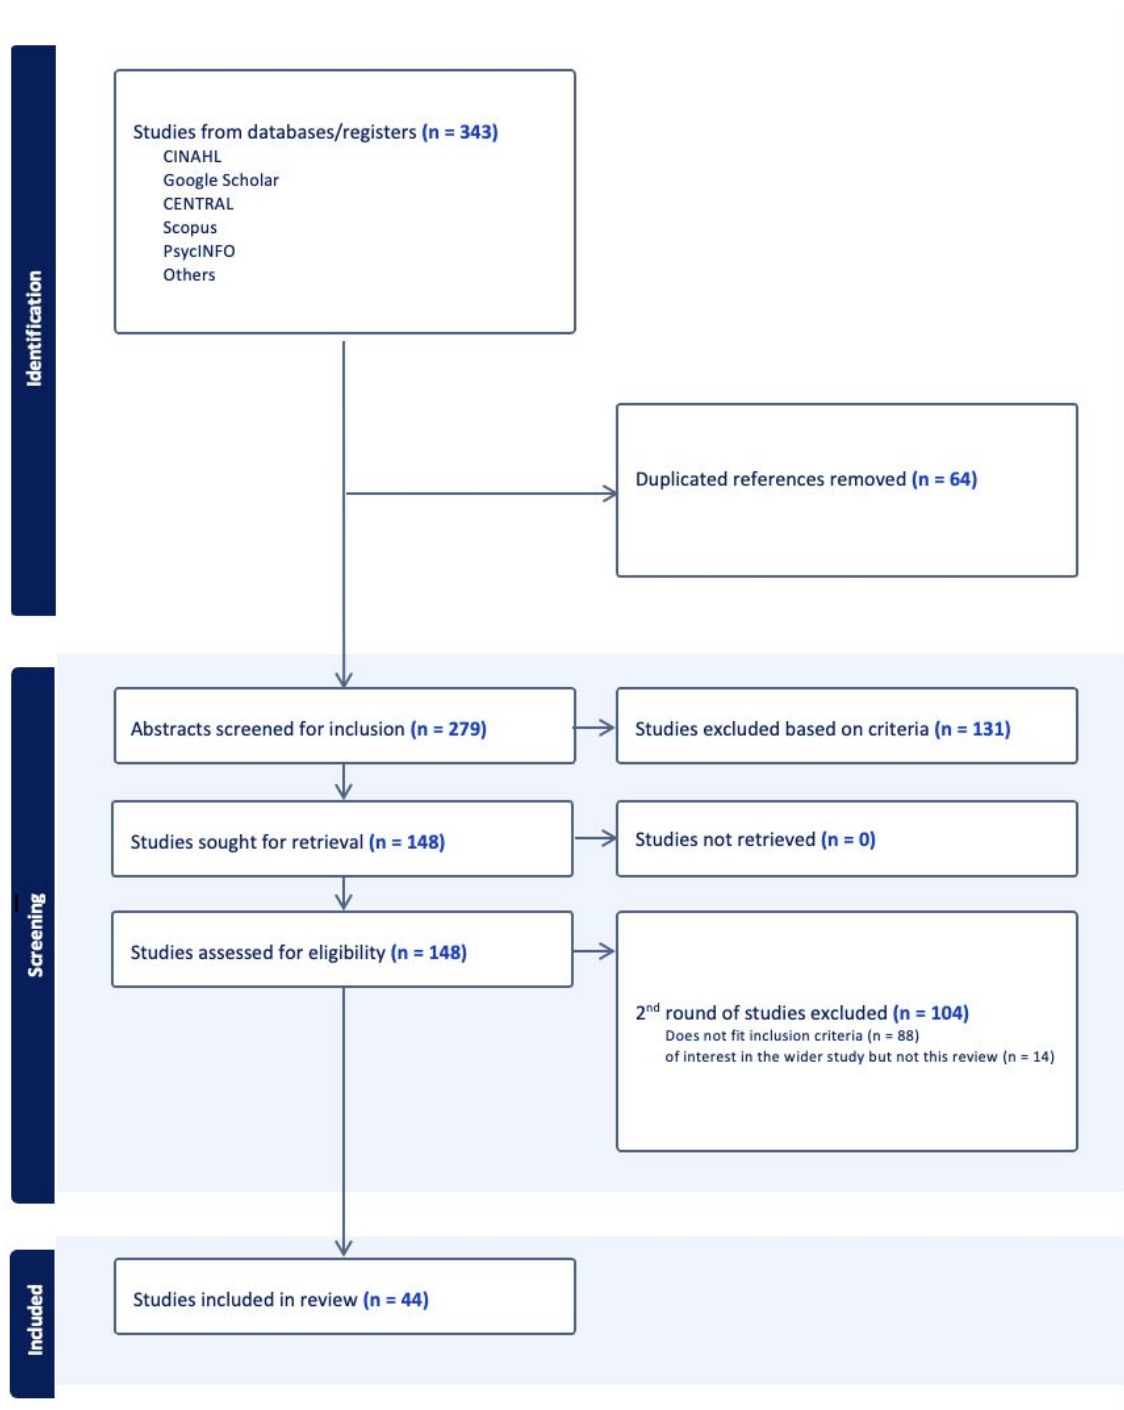 Identification
Studies from databases/registers (n = 343)
CINAHL
Google Scholar
CENTRAL
Scopus
PsycINFO
Others
Duplicated references removed (n = 64)
Screening
Abstracts screened for inclusion (n = 279)
Studies excluded based on criteria (n = 131)
Studies sought for retrieval (n = 148)
Studies not retrieved (n = 0)
Studies assessed for eligibility (n = 148)
2nd round of studies excluded (n = 104)
Does not fit inclusion criteria (n = 88)
of interest in the wider study but not this review (n = 14)
Included
Studies included in review (n = 44)